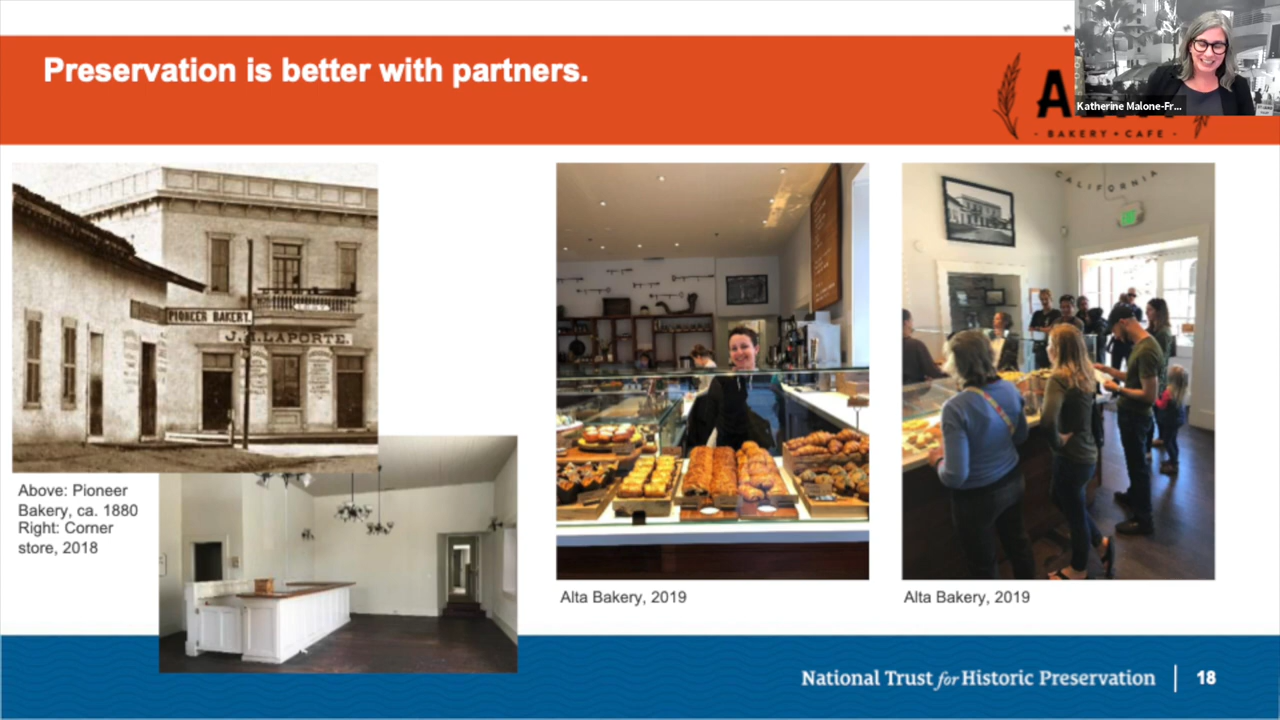 Preservation is better with partners.
A
- BAKERY + CAFE -
Katherine Malone-Fr...
PIONEER BAKERY.
LAPORTE.
CALIFORNIA
Above: Pioneer
Bakery, ca. 1880
Right: Corner
store, 2018
Alta Bakery, 2019
Alta Bakery, 2019
National Trust for Historic Preservation
18